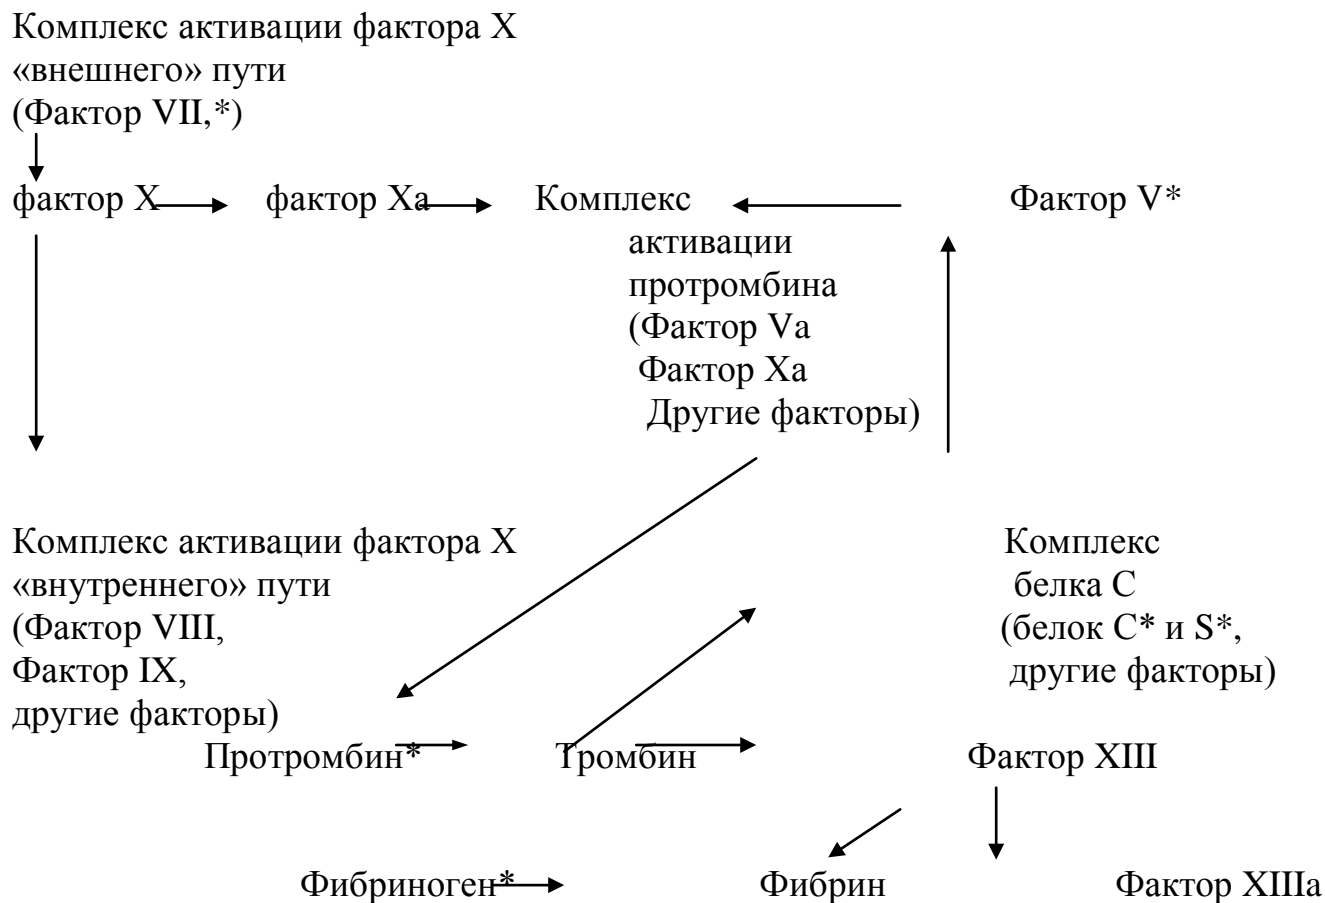 Комплекс активации фактора X
«внешнего» пути
(Фактор VII,*)
фактор X фактор Xa Комплекс Фактор V*
активации
протромбина
(Фактор Va
Фактор Xa
Другие факторы)
Комплекс активации фактора X Комплекс
«внутреннего» пути белка C
(Фактор VIII, (белок C* и S*,
Фактор IX, другие факторы)
другие факторы)
Протромбин* Тромбин Фактор XIII
Фибриноген* Фибрин Фактор XIIIa